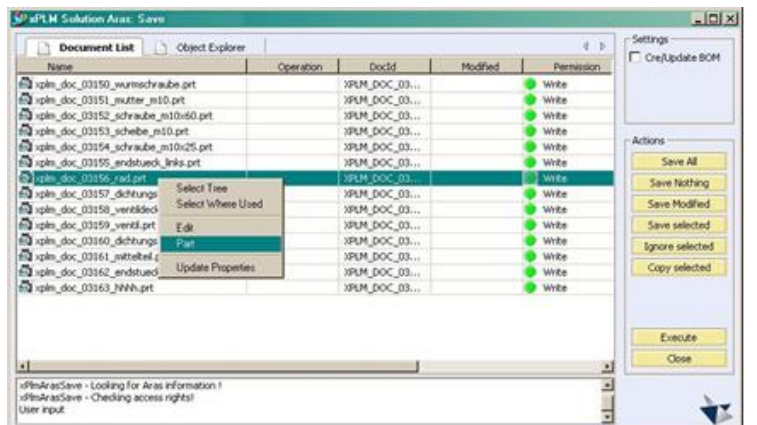 xPLM Solution Aras: Save
Document List Object Explorer
Name Operation DocId Modified Permission
xplm_doc_03150_wurmschraube.prt XPLM_DOC_03... Write
xplm_doc_03151_mutter_m10.prt XPLM_DOC_03... Write
xplm_doc_03152_schraube_m10x60.prt XPLM_DOC_03... Write
xplm_doc_03153_scheibe_m10.prt XPLM_DOC_03... Write
xplm_doc_03154_schraube_m10x25.prt XPLM_DOC_03... Write
xplm_doc_03155_endstueck_links.prt XPLM_DOC_03... Write
xplm_doc_03156_rad.prt XPLM_DOC_03... Write
xplm_doc_03157_dichtungs XPLM_DOC_03... Write
xplm_doc_03158_ventildeck XPLM_DOC_03... Write
xplm_doc_03159_ventil.prt XPLM_DOC_03... Write
xplm_doc_03160_dichtungs XPLM_DOC_03... Write
xplm_doc_03161_mittelteil.p XPLM_DOC_03... Write
xplm_doc_03162_endstued XPLM_DOC_03... Write
xplm_doc_03163_hhhh.prt XPLM_DOC_03... Write
Select Tree
Select Where Used
Edit
Part
Update Properties
xPlmArasSave - Looking for Aras information !
xPlmArasSave - Checking access rights!
User input
Settings
Cre/Update BOM
Actions
Save All
Save Nothing
Save Modified
Save selected
Ignore selected
Copy selected
Execute
Close